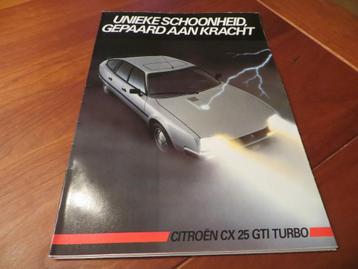 UNIEKE SCHOONHEID,
GEPAARD AAN KRACHT
CITROËN CX 25 GTI TURBO